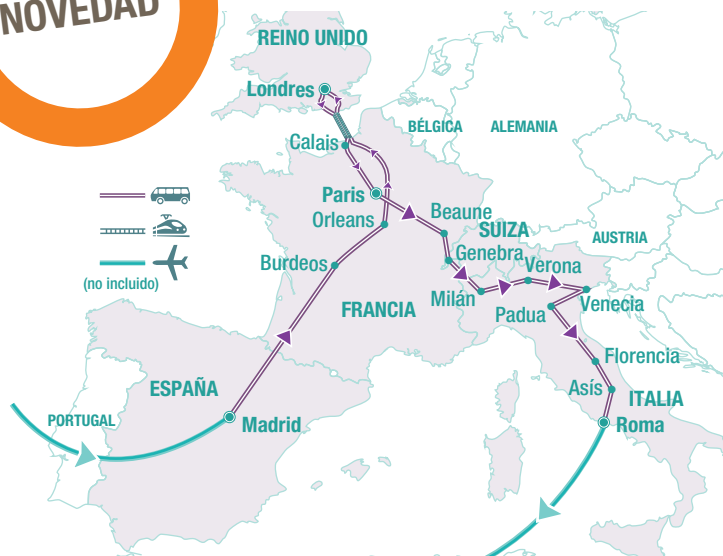 NOVEDAD
REINO UNIDO
Londres
BÉLGICA
ALEMANIA
Calais
Paris
Orleans
Beaune
SUIZA
AUSTRIA
Genebra
Verona
(no incluido)
Burdeos
Milán
Venecia
FRANCIA
Padua
Florencia
ESPAÑA
Asís
ITALIA
PORTUGAL
Madrid
Roma